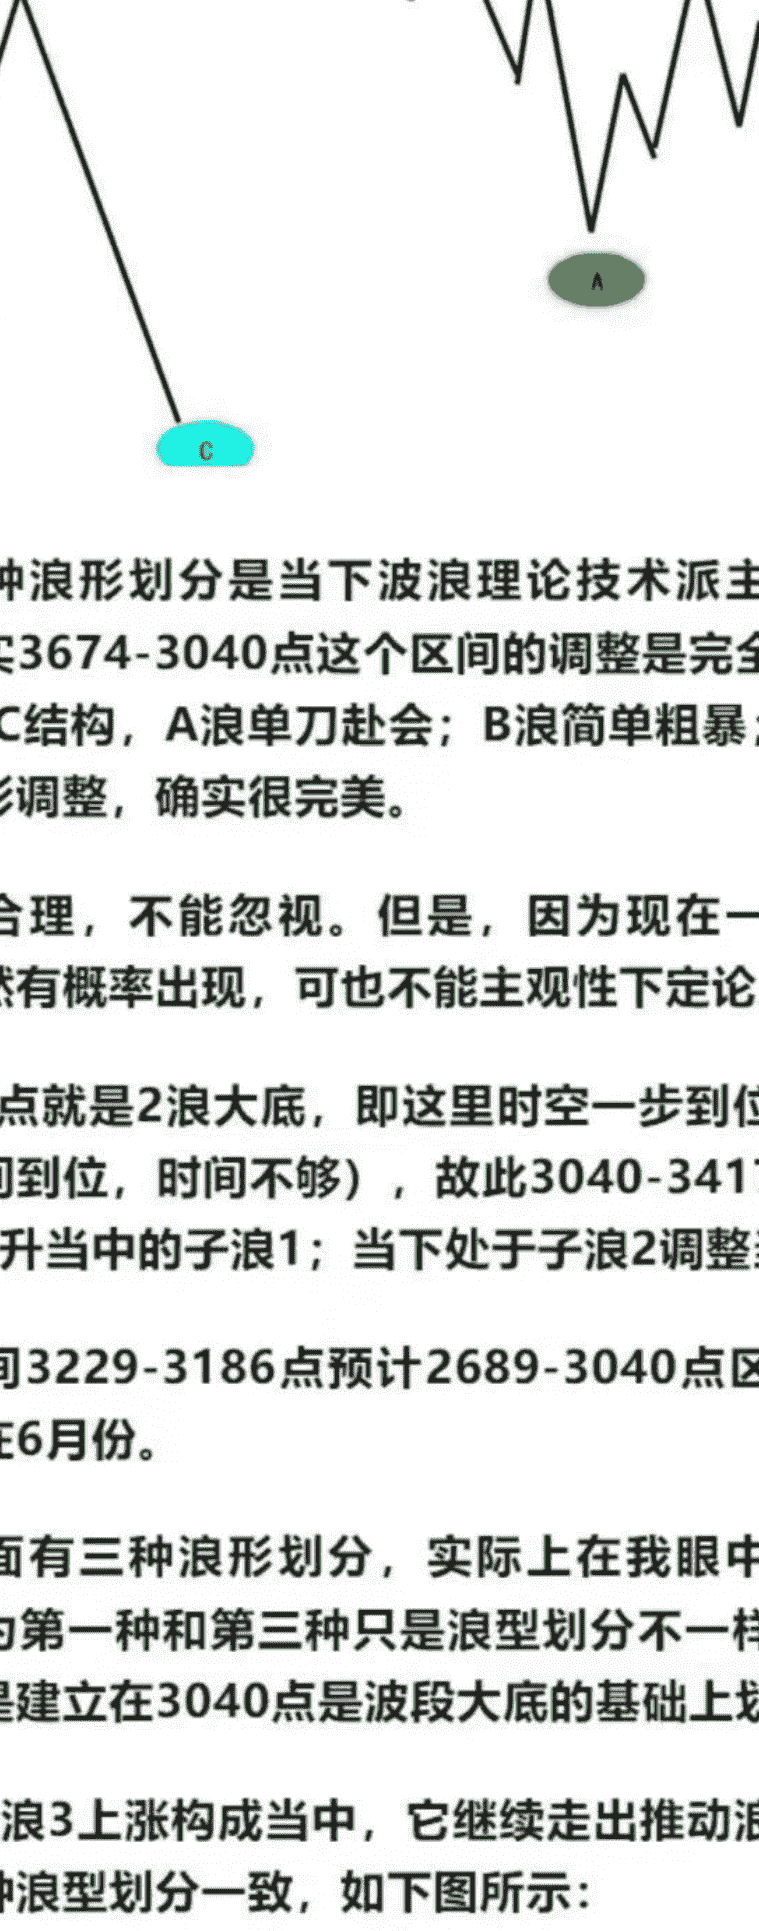 A
C
种浪形划分是当下波浪理论技术派主
实3674-3040点这个区间的调整是完全
C结构，A浪单刀赴会；B浪简单粗暴；
形调整，确实很完美。
合理，不能忽视。但是，因为现在一
然有概率出现，可也不能主观性下定论
点就是2浪大底，即这里时空一步到位
间到位，时间不够），故此3040-3417
升当中的子浪1；当下处于子浪2调整当
间3229-3186点预计2689-3040点区
在6月份。
面有三种浪形划分，实际上在我眼中
为第一种和第三种只是浪型划分不一样
是建立在3040点是波段大底的基础上划
浪3上涨构成当中，它继续走出推动浪
种浪型划分一致，如下图所示：